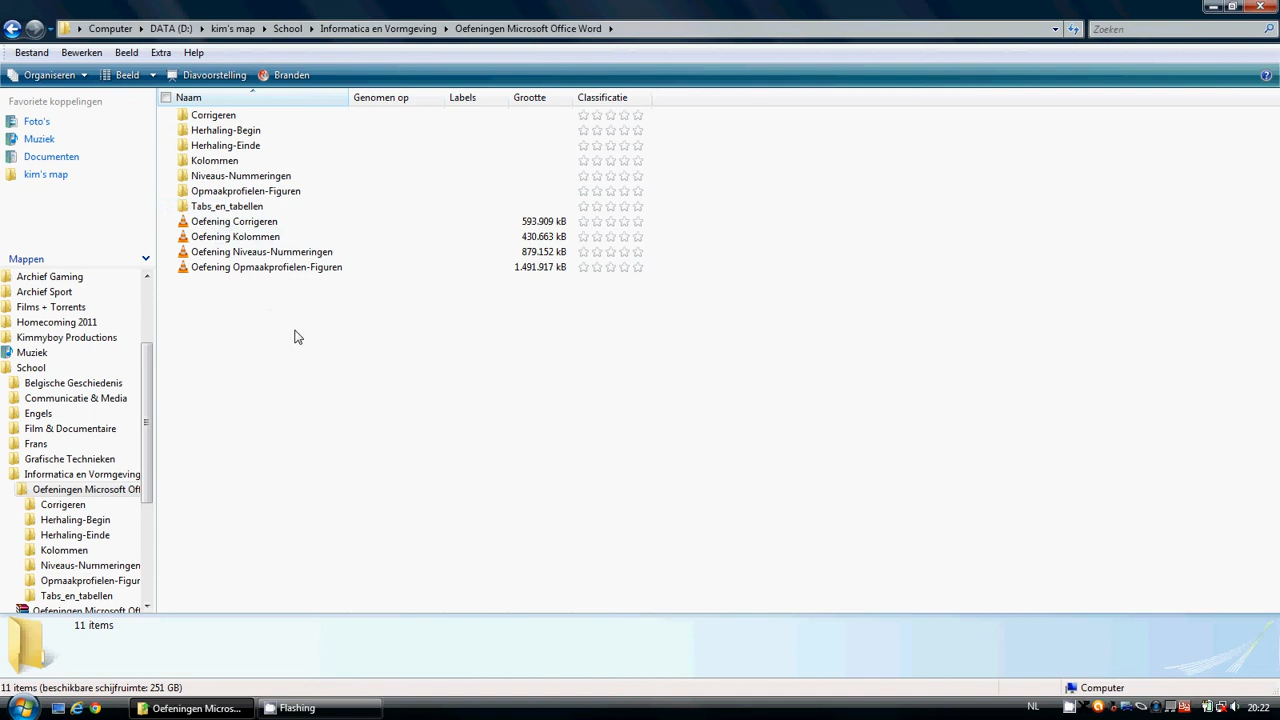 Computer ▸ DATA (D:) ▸ kim's map ▸ School ▸ Informatica en Vormgeving ▸ Oefeningen Microsoft Office Word ▸
Zoeken
Bestand Bewerken Beeld Extra Help
Organiseren Beeld Diavoorstelling Branden
Favoriete koppelingen
Foto's
Muziek
Documenten
kim's map
Mappen
Archief Gaming
Archief Sport
Films + Torrents
Homecoming 2011
Kimmyboy Productions
Muziek
School
Belgische Geschiedenis
Communicatie & Media
Engels
Film & Documentaire
Frans
Grafische Technieken
Informatica en Vormgeving
Oefeningen Microsoft Off
Corrigeren
Herhaling-Begin
Herhaling-Einde
Kolommen
Niveaus-Nummeringen
Opmaakprofielen-Figur
Tabs_en_tabellen
Oefeningen Microsoft Off
Naam Genomen op Labels Grootte Classificatie
Corrigeren
Herhaling-Begin
Herhaling-Einde
Kolommen
Niveaus-Nummeringen
Opmaakprofielen-Figuren
Tabs_en_tabellen
Oefening Corrigeren 593.909 kB
Oefening Kolommen 430.663 kB
Oefening Niveaus-Nummeringen 879.152 kB
Oefening Opmaakprofielen-Figuren 1.491.917 kB
11 items
11 items (beschikbare schijfruimte: 251 GB) Computer
Oefeningen Micros... Flashing NL 20:22